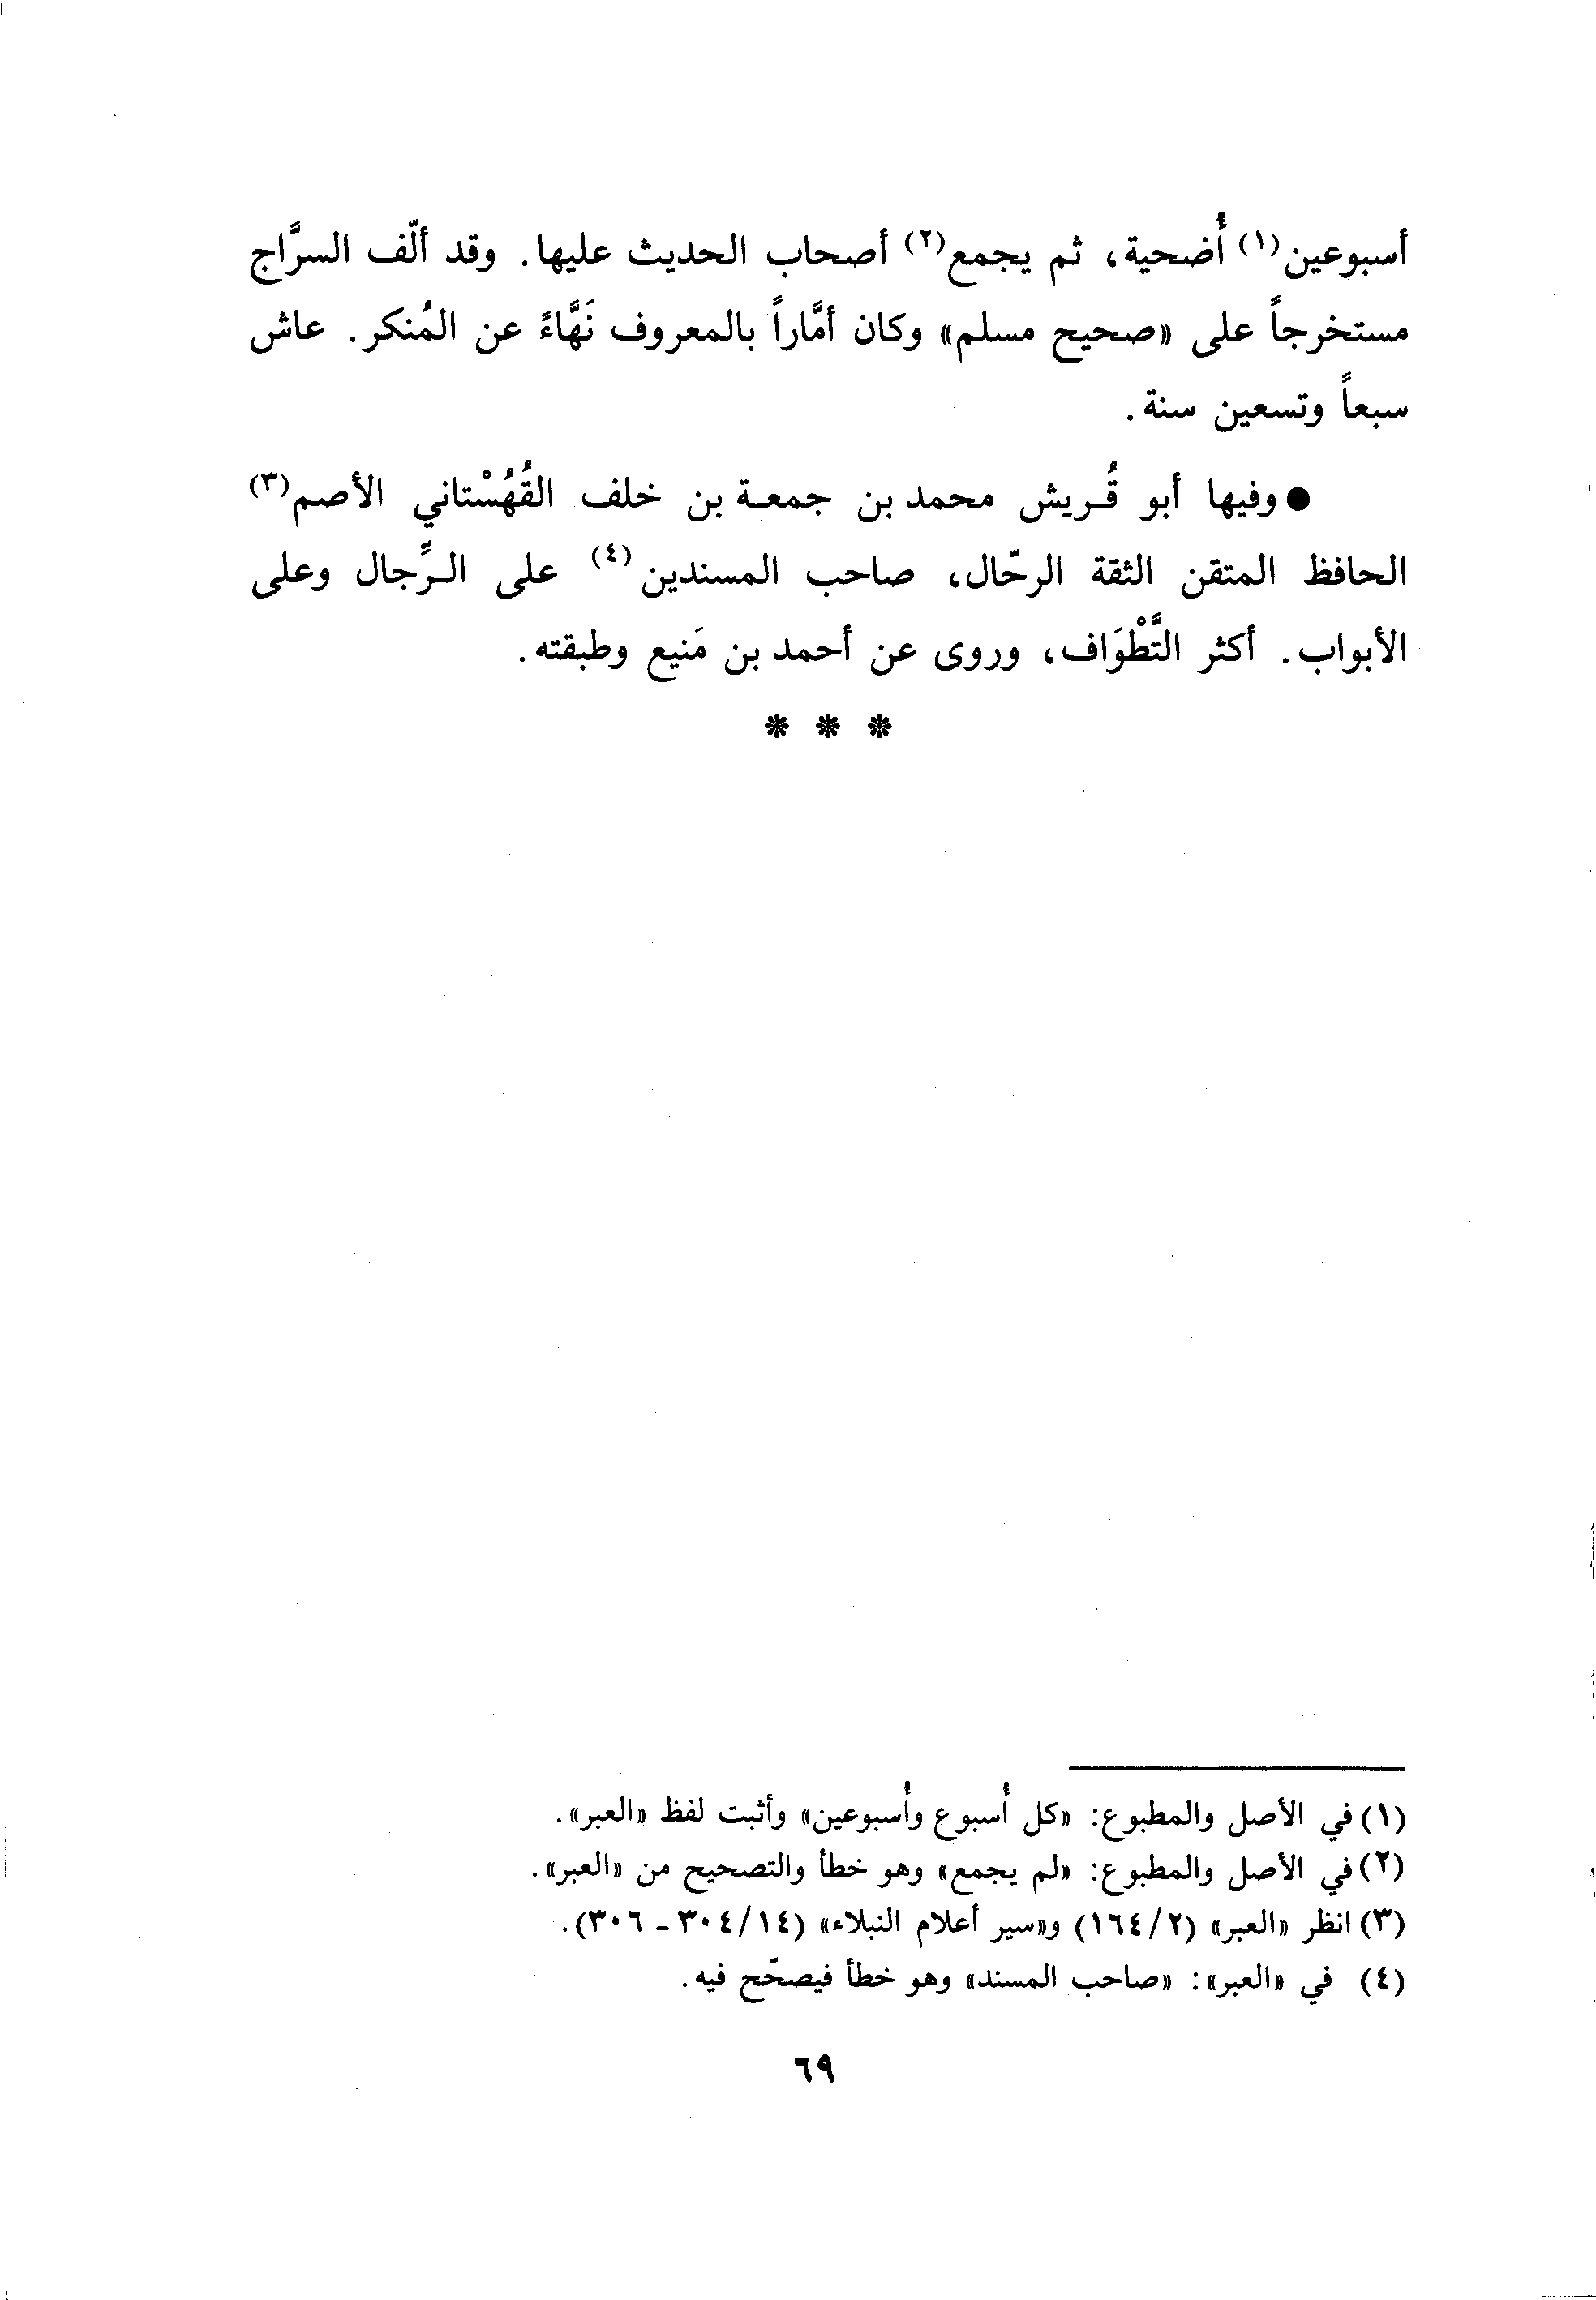 أسبوعين(١) أُضحية، ثم يجمع(٢) أصحاب الحديث عليها. وقد ألّف السرَّاج
مستخرجاً على «صحيح مسلم» وكان أمَّاراً بالمعروف نَهَّاءً عن المُنكر. عاش
سبعاً وتسعين سنة.
● وفيها أبو قُـريش محمد بن جمعـة بن خلف القُهُسْتاني الأصم(٣)
الحافظ المتقن الثقة الرحّال، صاحب المسندين(٤) على الـرِّجال وعلى
الأبواب. أكثر التَّطْوَاف، وروى عن أحمد بن مَنيع وطبقته.
* * *
(١) في الأصل والمطبوع: «كل أُسبوع وأُسبوعين» وأثبت لفظ «العبر».
(٢) في الأصل والمطبوع: «لم يجمع» وهو خطأ والتصحيح من «العبر».
(٣) انظر «العبر» (٢/ ١٦٤) و«سير أعلام النبلاء» (١٤/ ٣٠٤ - ٣٠٦).
(٤) في «العبر»: «صاحب المسند» وهو خطأ فيصحّح فيه.
٦٩